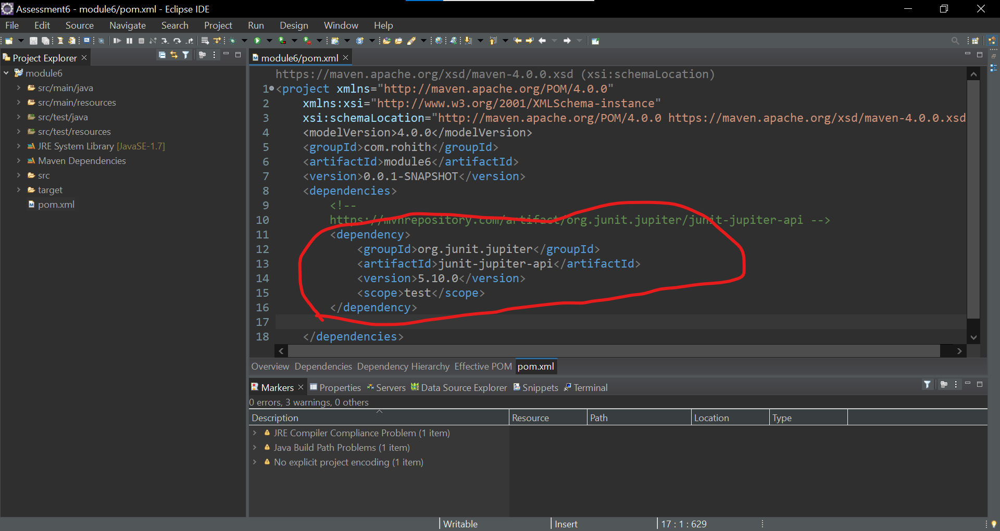 Assessment6 - module6/pom.xml - Eclipse IDE
File Edit Source Navigate Search Project Run Design Window Help
Project Explorer
module6
src/main/java
src/main/resources
src/test/java
src/test/resources
JRE System Library [JavaSE-1.7]
Maven Dependencies
src
target
pom.xml
module6/pom.xml
https://maven.apache.org/xsd/maven-4.0.0.xsd (xsi:schemaLocation)
1 <project xmlns="http://maven.apache.org/POM/4.0.0"
2 xmlns:xsi="http://www.w3.org/2001/XMLSchema-instance"
3 xsi:schemaLocation="http://maven.apache.org/POM/4.0.0 https://maven.apache.org/xsd/maven-4.0.0.xsd
4 <modelVersion>4.0.0</modelVersion>
5 <groupId>com.rohith</groupId>
6 <artifactId>module6</artifactId>
7 <version>0.0.1-SNAPSHOT</version>
8 <dependencies>
9 <!--
10 https://mvnrepository.com/artifact/org.junit.jupiter/junit-jupiter-api -->
11 <dependency>
12 <groupId>org.junit.jupiter</groupId>
13 <artifactId>junit-jupiter-api</artifactId>
14 <version>5.10.0</version>
15 <scope>test</scope>
16 </dependency>
17
18 </dependencies>
Overview Dependencies Dependency Hierarchy Effective POM pom.xml
Markers Properties Servers Data Source Explorer Snippets Terminal
0 errors, 3 warnings, 0 others
Description Resource Path Location Type
JRE Compiler Compliance Problem (1 item)
Java Build Path Problems (1 item)
No explicit project encoding (1 item)
Writable Insert 17 : 1 : 629